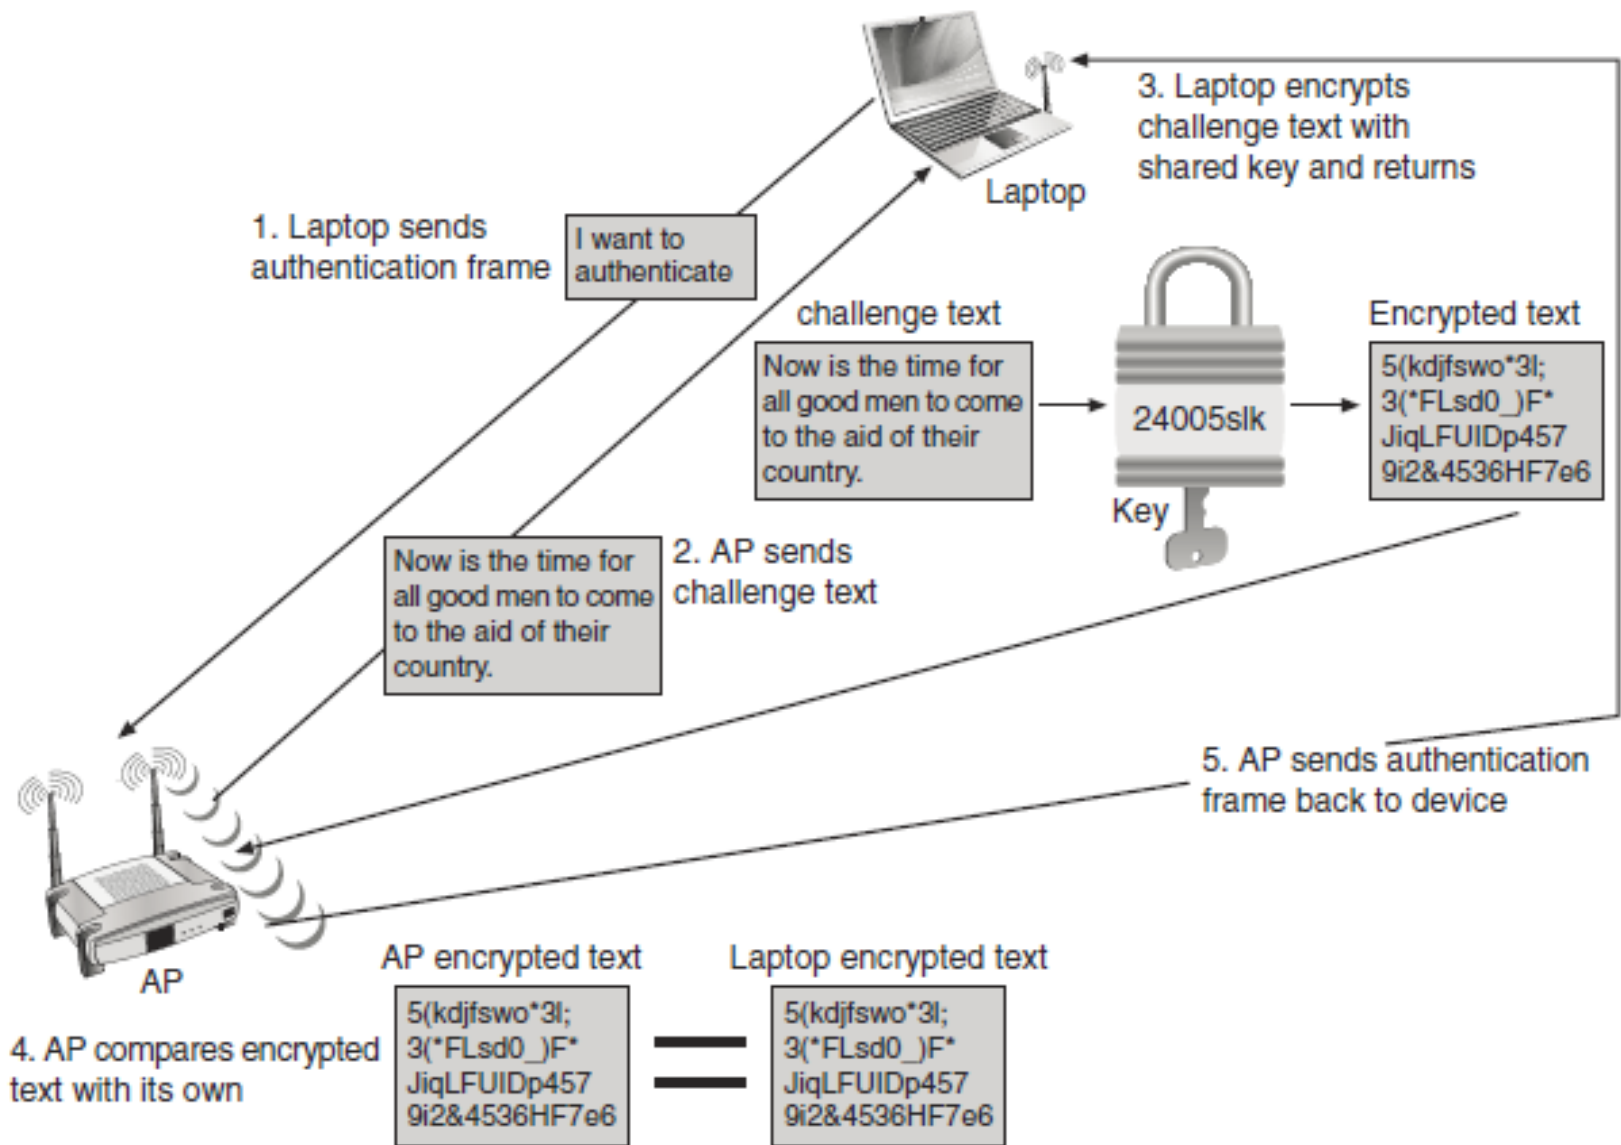 3. Laptop encrypts
challenge text with
shared key and returns
Laptop
1. Laptop sends
authentication frame
I want to
authenticate
challenge text
Now is the time for
all good men to come
to the aid of their
country.
24005slk
Key
Encrypted text
5(kdjfswo*3l;
3(*FLsd0_)F*
JiqLFUIDp457
9i2&4536HF7e6
2. AP sends
challenge text
Now is the time for
all good men to come
to the aid of their
country.
5. AP sends authentication
frame back to device
AP
4. AP compares encrypted
text with its own
AP encrypted text
5(kdjfswo*3l;
3(*FLsd0_)F*
JiqLFUIDp457
9i2&4536HF7e6
Laptop encrypted text
5(kdjfswo*3l;
3(*FLsd0_)F*
JiqLFUIDp457
9i2&4536HF7e6